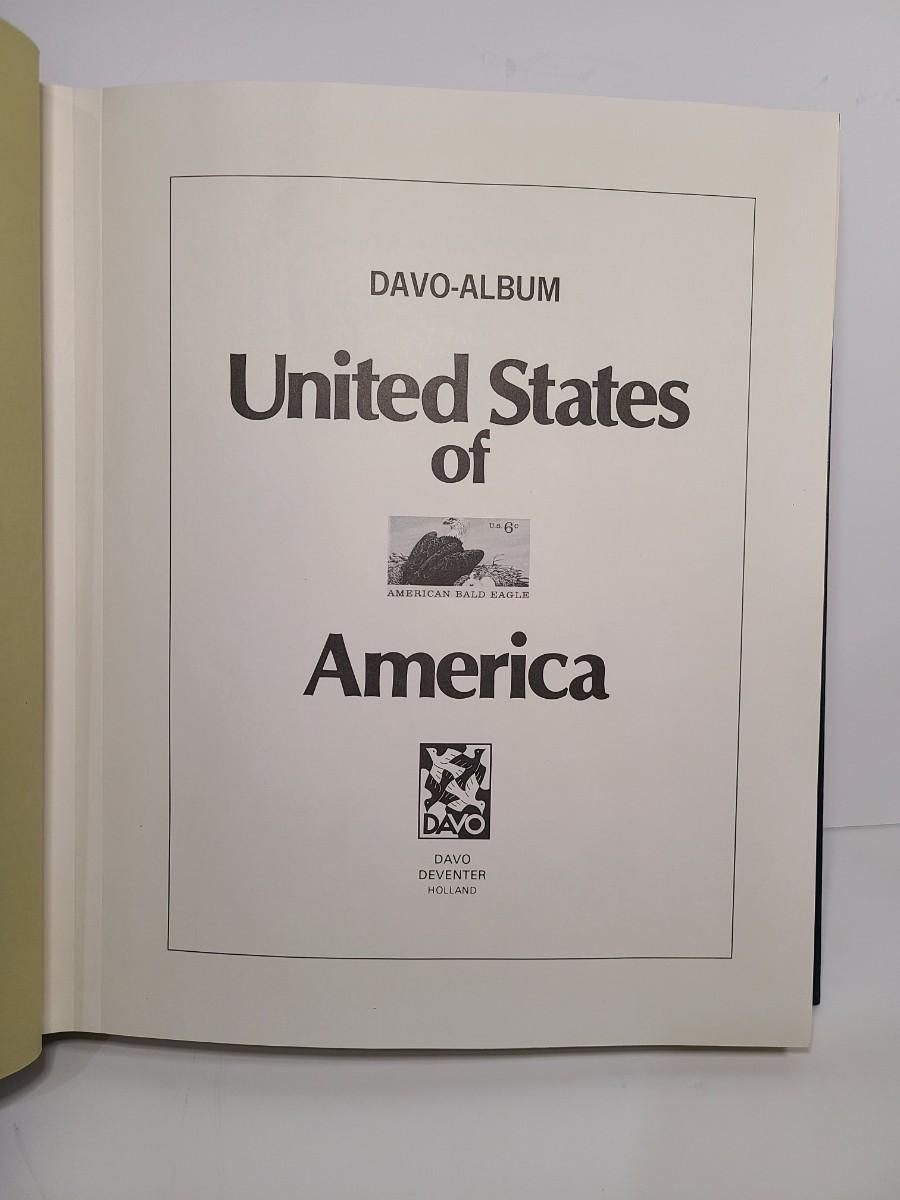 DAVO-ALBUM
United States
of
U.S. 6c
AMERICAN BALD EAGLE
America
DAVO
DAVO
DEVENTER
HOLLAND